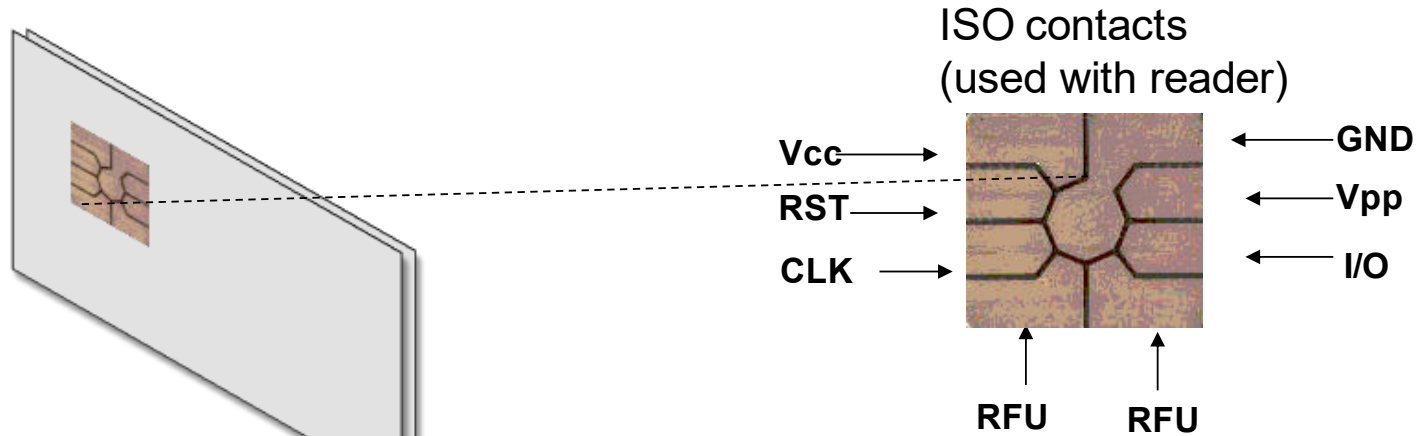 ISO contacts
(used with reader)
Vcc
GND
RST
Vpp
CLK
I/O
RFU
RFU